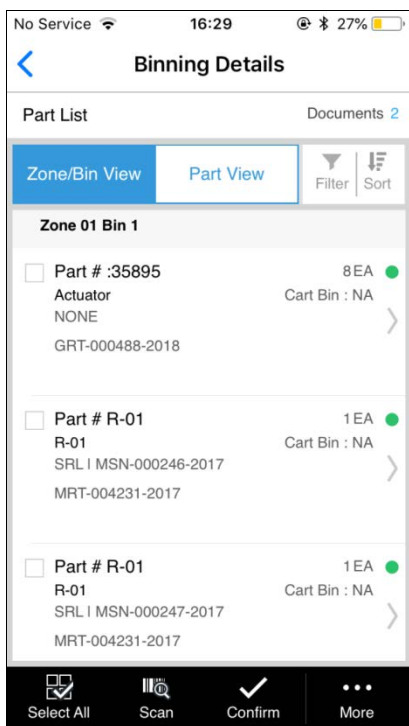 No Service 16:29 27%
Binning Details
Part List Documents 2
Zone/Bin View Part View Filter Sort
Zone 01 Bin 1
Part # :35895 8 EA
Actuator Cart Bin : NA
NONE
GRT-000488-2018
Part # R-01 1 EA
R-01 Cart Bin : NA
SRL | MSN-000246-2017
MRT-004231-2017
Part # R-01 1 EA
R-01 Cart Bin : NA
SRL | MSN-000247-2017
MRT-004231-2017
Select All Scan Confirm More